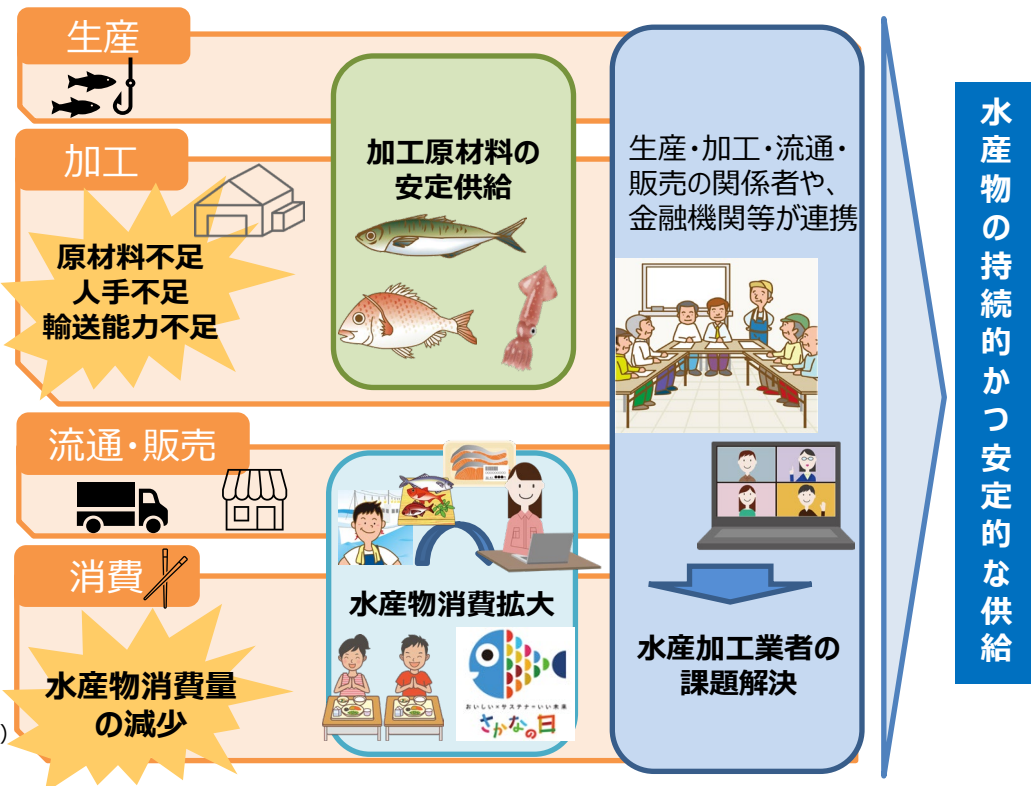 生産
加工
原材料不足
人手不足
輸送能力不足
加工原材料の
安定供給
流通・販売
消費
水産物消費量
の減少
)
水産物消費拡大
おいしい×サステナ=いい未来
さかなの日
生産・加工・流通・
販売の関係者や、
金融機関等が連携
水産加工業者の
課題解決
水産物の持続的かつ安定的な供給